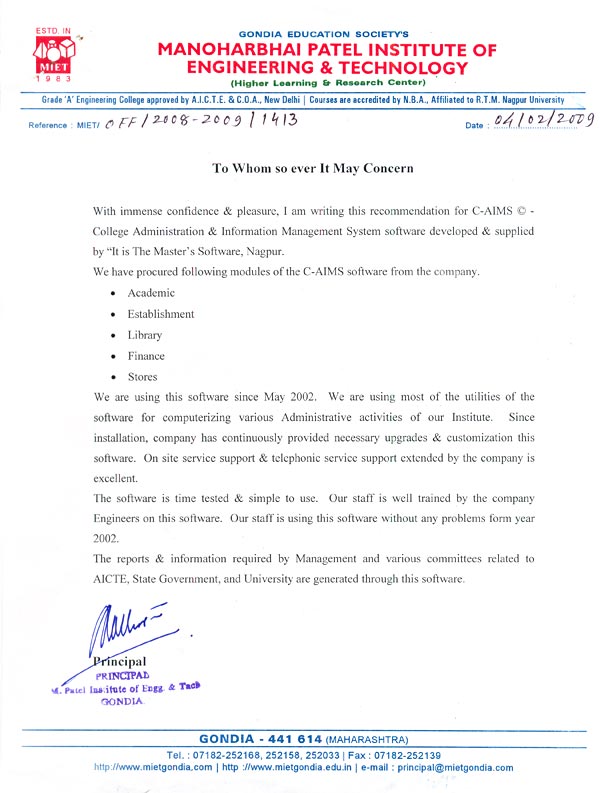 ESTD. IN
MIET
1983
GONDIA EDUCATION SOCIETY'S
MANOHARBHAI PATEL INSTITUTE OF
ENGINEERING & TECHNOLOGY
(Higher Learning & Research Center)
Grade 'A' Engineering College approved by A.I.C.T.E. & C.O.A., New Delhi | Courses are accredited by N.B.A., Affiliated to R.T.M. Nagpur University
Reference : MIET/ OFF/2008-2009/1413 Date : 04/02/2009
To Whom so ever It May Concern
With immense confidence & pleasure, I am writing this recommendation for C-AIMS © -
College Administration & Information Management System software developed & supplied
by "It is The Master's Software, Nagpur.
We have procured following modules of the C-AIMS software from the company.
• Academic
• Establishment
• Library
• Finance
• Stores
We are using this software since May 2002. We are using most of the utilities of the
software for computerizing various Administrative activities of our Institute. Since
installation, company has continuously provided necessary upgrades & customization this
software. On site service support & telephonic service support extended by the company is
excellent.
The software is time tested & simple to use. Our staff is well trained by the company
Engineers on this software. Our staff is using this software without any problems form year
2002.
The reports & information required by Management and various committees related to
AICTE, State Government, and University are generated through this software.
Principal
PRINCIPAL
M. Patel Institute of Engg. & Tech
GONDIA.
GONDIA - 441 614 (MAHARASHTRA)
Tel. : 07182-252168, 252158, 252033 | Fax : 07182-252139
http://www.mietgondia.com | http ://www.mietgondia.edu.in | e-mail : principal@mietgondia.com